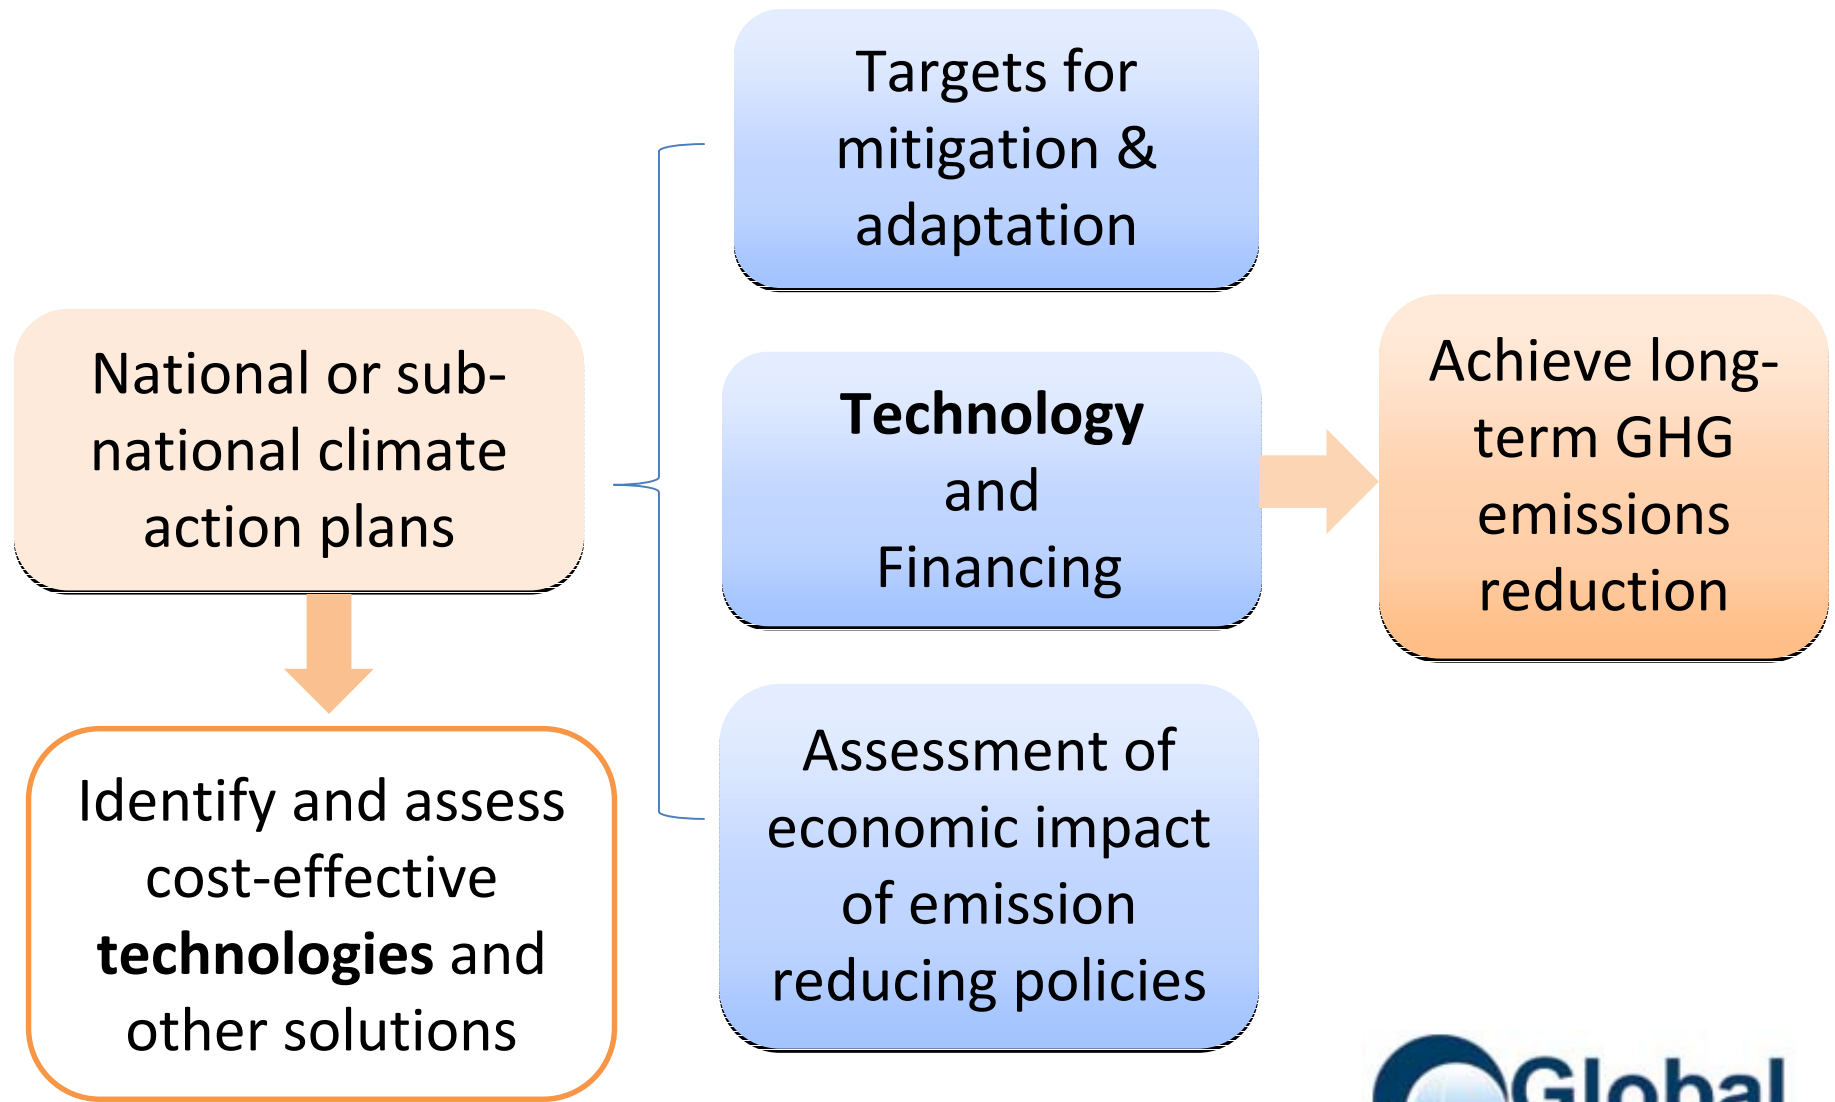 Targets for
mitigation &
adaptation
National or sub-
national climate
action plans
Technology
and
Financing
Achieve long-
term GHG
emissions
reduction
Identify and assess
cost-effective
technologies and
other solutions
Assessment of
economic impact
of emission
reducing policies
Global